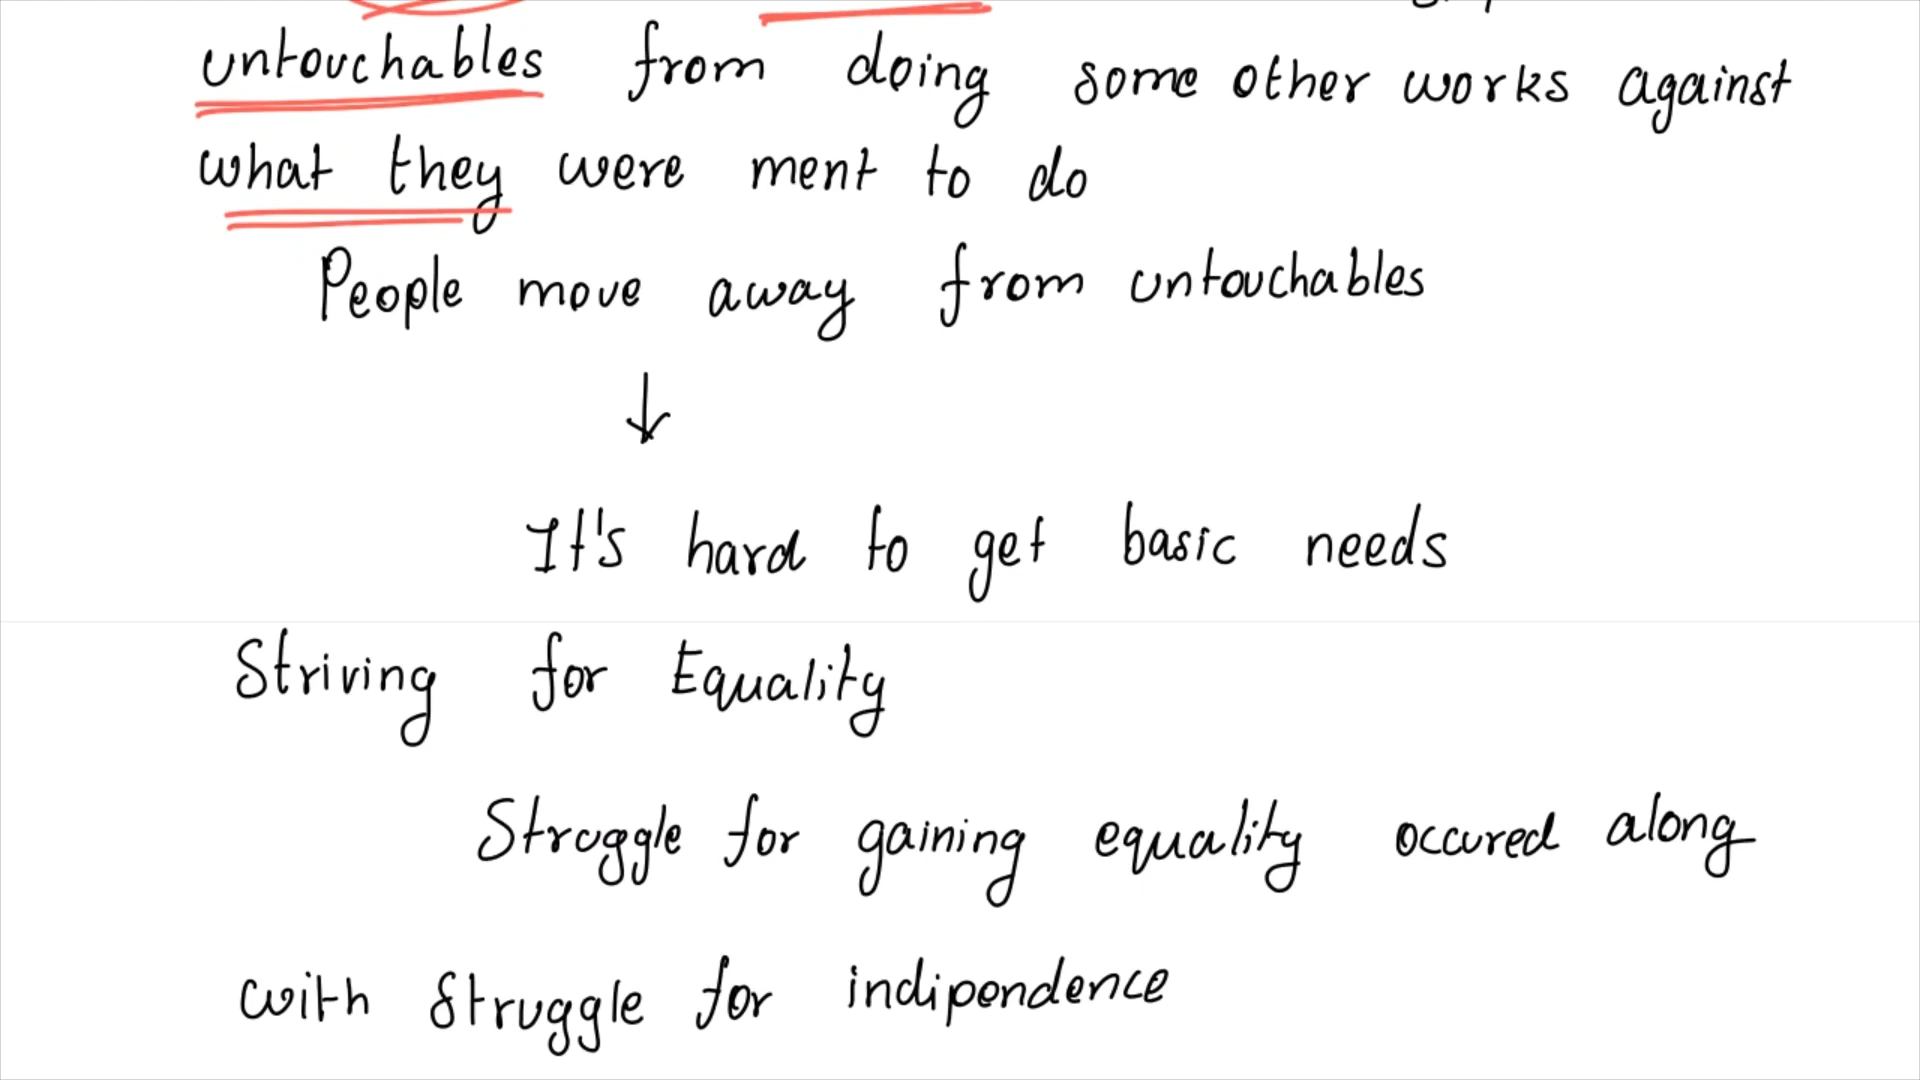 untouchables from doing some other works against
what they were ment to do
People move away from untouchables
↓
It's hard to get basic needs
Striving for Equality
Struggle for gaining equality occured along
with struggle for indipendence